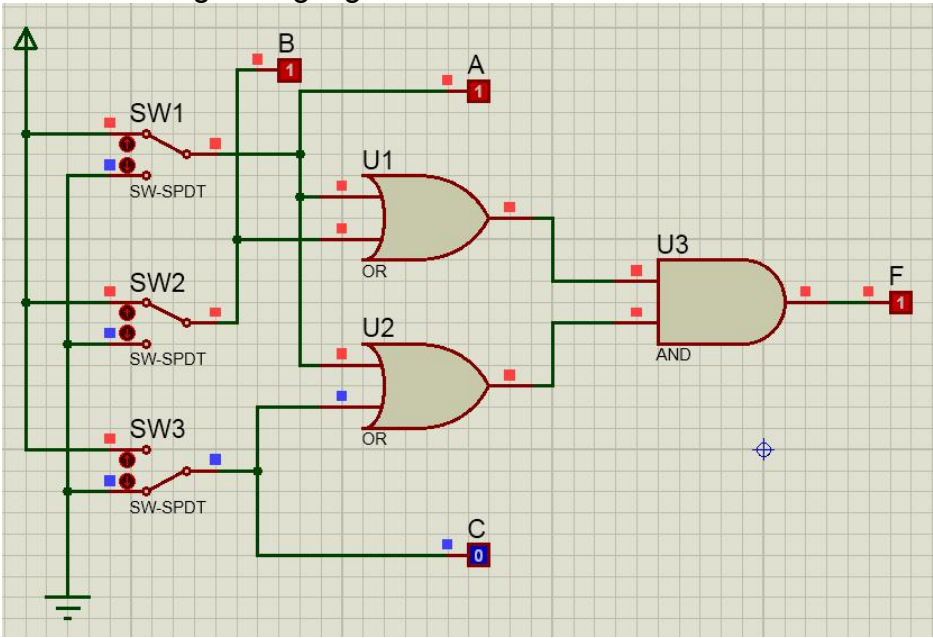 B
1
A
1
SW1
SW-SPDT
U1
OR
SW2
SW-SPDT
U2
OR
U3
AND
F
1
SW3
SW-SPDT
C
0